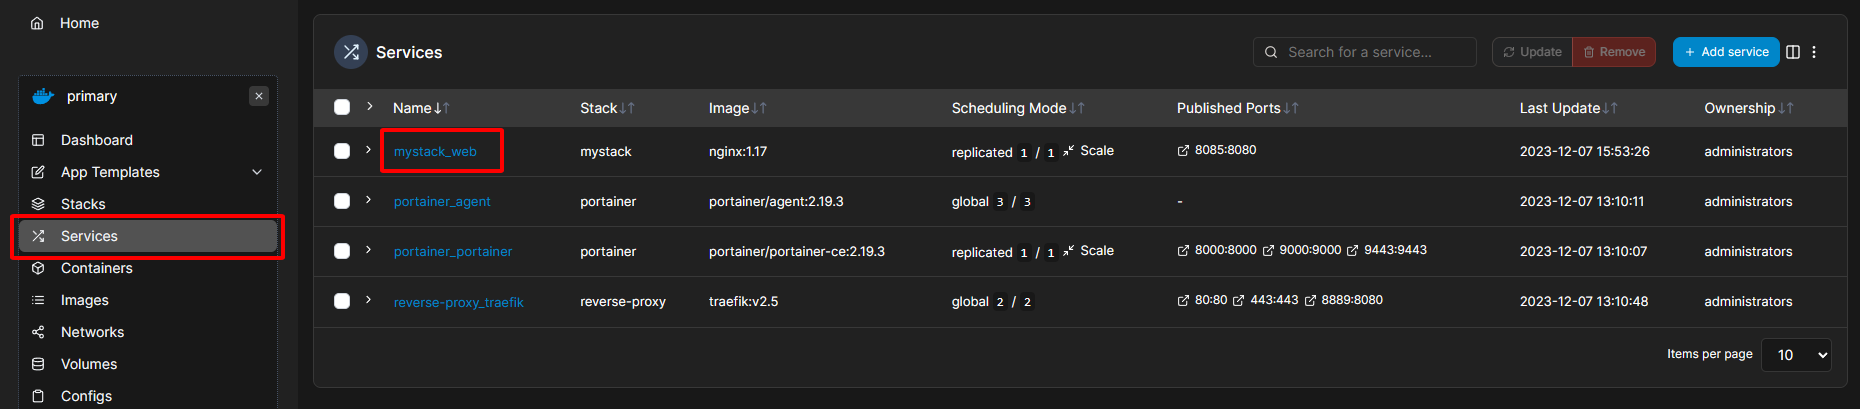 Home
primary
Dashboard
App Templates
Stacks
Services
Containers
Images
Networks
Volumes
Configs
Services
Search for a service...
Update
Remove
+ Add service
Name Stack Image Scheduling Mode Published Ports Last Update Ownership
mystack_web mystack nginx:1.17 replicated 1 / 1 Scale 8085:8080 2023-12-07 15:53:26 administrators
portainer_agent portainer portainer/agent:2.19.3 global 3 / 3 - 2023-12-07 13:10:11 administrators
portainer_portainer portainer portainer/portainer-ce:2.19.3 replicated 1 / 1 Scale 8000:8000 9000:9000 9443:9443 2023-12-07 13:10:07 administrators
reverse-proxy_traefik reverse-proxy traefik:v2.5 global 2 / 2 80:80 443:443 8889:8080 2023-12-07 13:10:48 administrators
Items per page 10